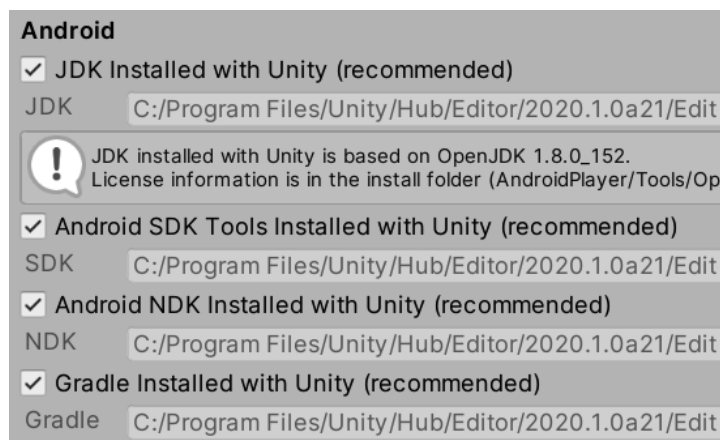 Android
JDK Installed with Unity (recommended)
JDK C:/Program Files/Unity/Hub/Editor/2020.1.0a21/Edit
JDK installed with Unity is based on OpenJDK 1.8.0_152.
License information is in the install folder (AndroidPlayer/Tools/Op
Android SDK Tools Installed with Unity (recommended)
SDK C:/Program Files/Unity/Hub/Editor/2020.1.0a21/Edit
Android NDK Installed with Unity (recommended)
NDK C:/Program Files/Unity/Hub/Editor/2020.1.0a21/Edit
Gradle Installed with Unity (recommended)
Gradle C:/Program Files/Unity/Hub/Editor/2020.1.0a21/Edit